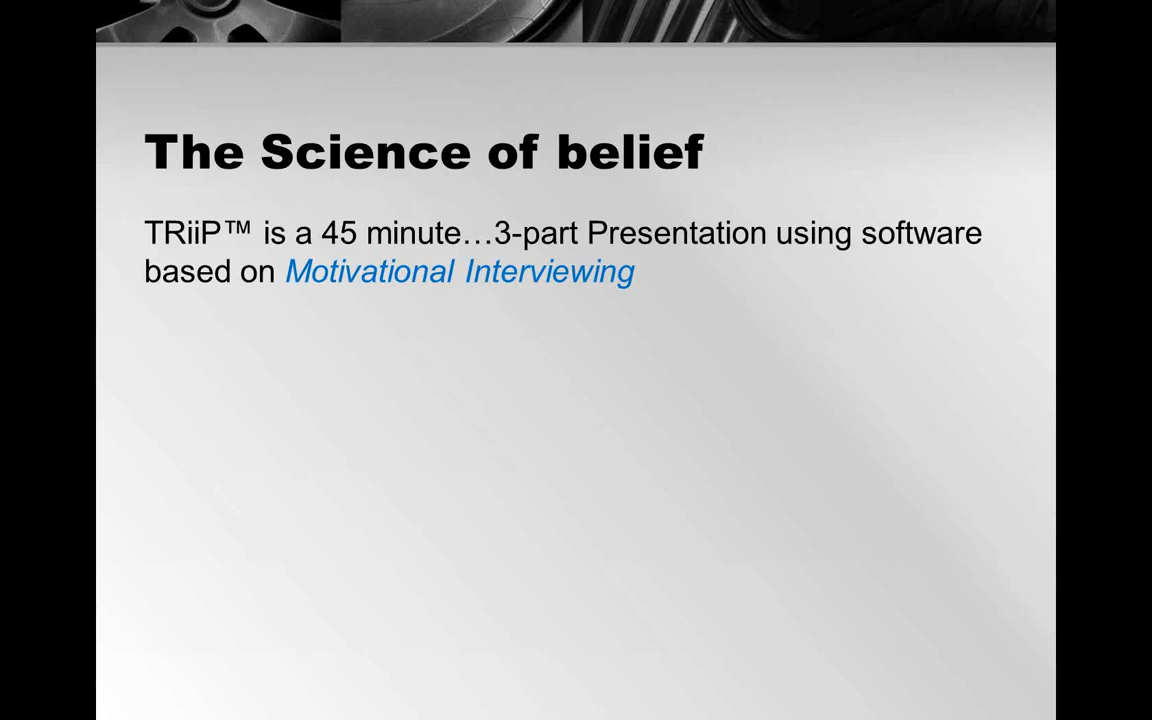 The Science of belief
TRiiP™ is a 45 minute…3-part Presentation using software
based on Motivational Interviewing